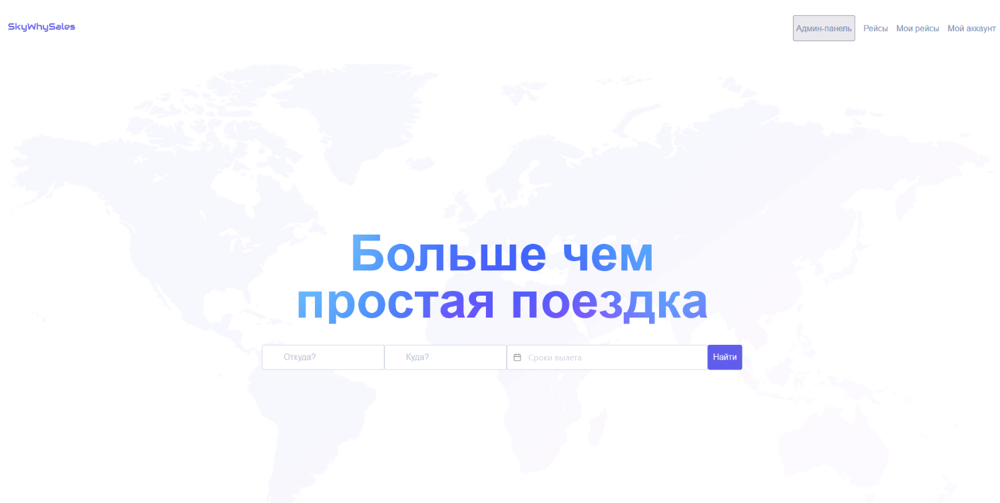 SkyWhySales
Админ-панель Рейсы Мои рейсы Мой аккаунт
Больше чем
простая поездка
Откуда? Куда? Сроки вылета Найти